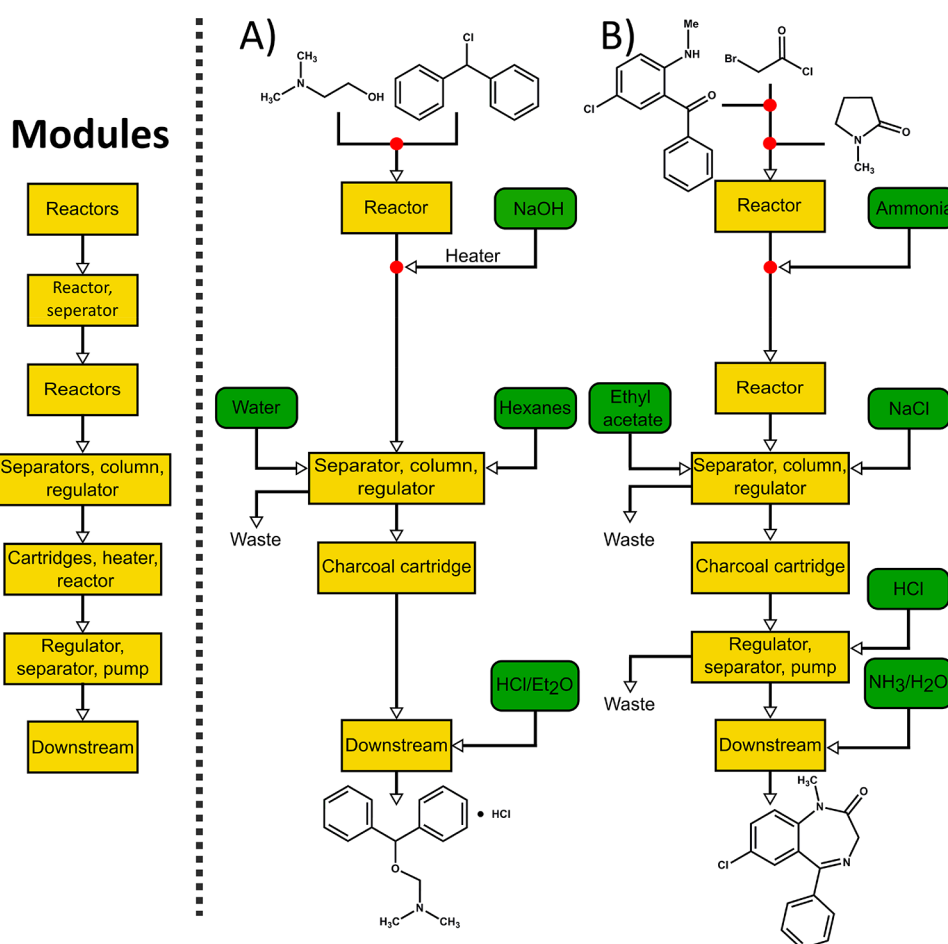 Modules
Reactors
Reactor,
seperator
Reactors
Separators, column,
regulator
Cartridges, heater,
reactor
Regulator,
separator, pump
Downstream
A)
CH3
N
H3C
OH
Cl
Reactor
NaOH
Heater
Water
Hexanes
Separator, column,
regulator
Waste
Charcoal cartridge
HCl/Et2O
Downstream
• HCl
O
N
H3C
CH3
B)
Me
NH
Cl
O
O
Br
Cl
N
O
CH3
Reactor
Ammonia
Reactor
Ethyl
acetate
NaCl
Separator, column,
regulator
Waste
Charcoal cartridge
HCl
Regulator,
separator, pump
Waste
NH3/H2O
Downstream
H3C
N
O
Cl
N